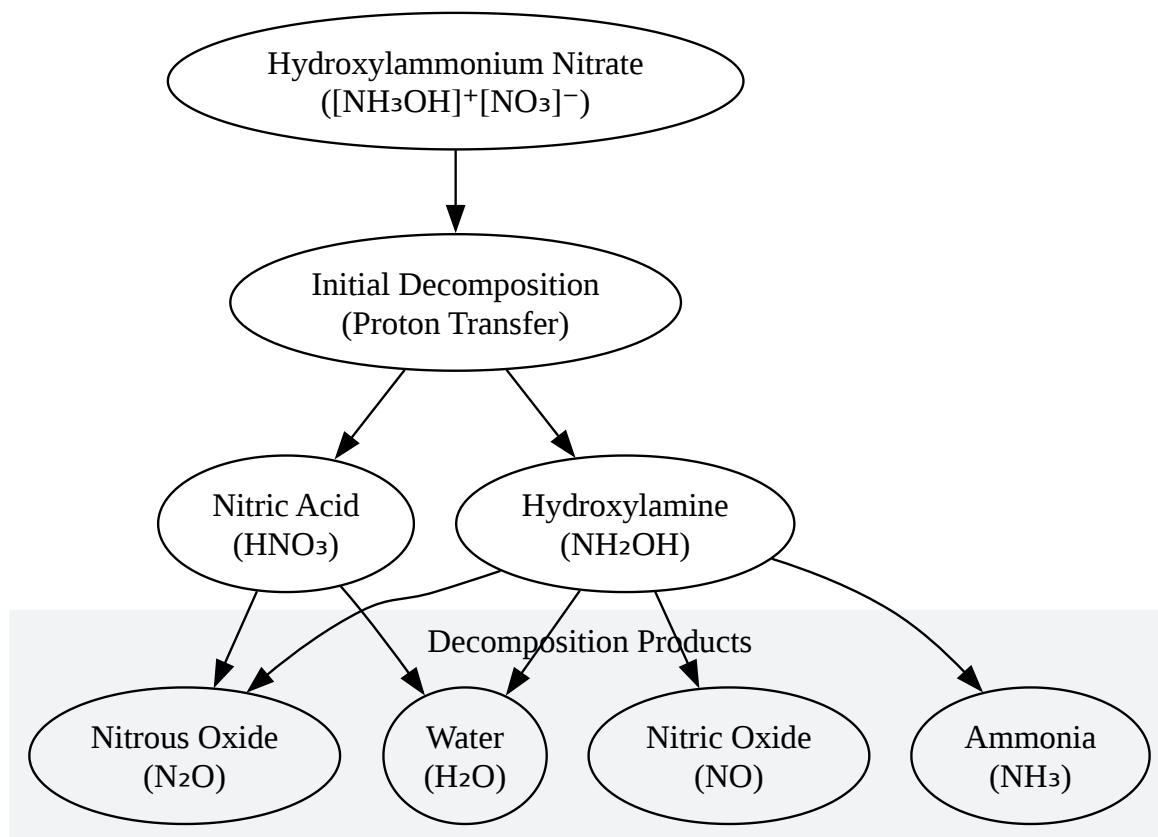 Hydroxylammonium Nitrate
([NH₃OH]⁺[NO₃]⁻)
Initial Decomposition
(Proton Transfer)
Nitric Acid
(HNO₃)
Hydroxylamine
(NH₂OH)
Decomposition Products
Nitrous Oxide
(N₂O)
Water
(H₂O)
Nitric Oxide
(NO)
Ammonia
(NH₃)